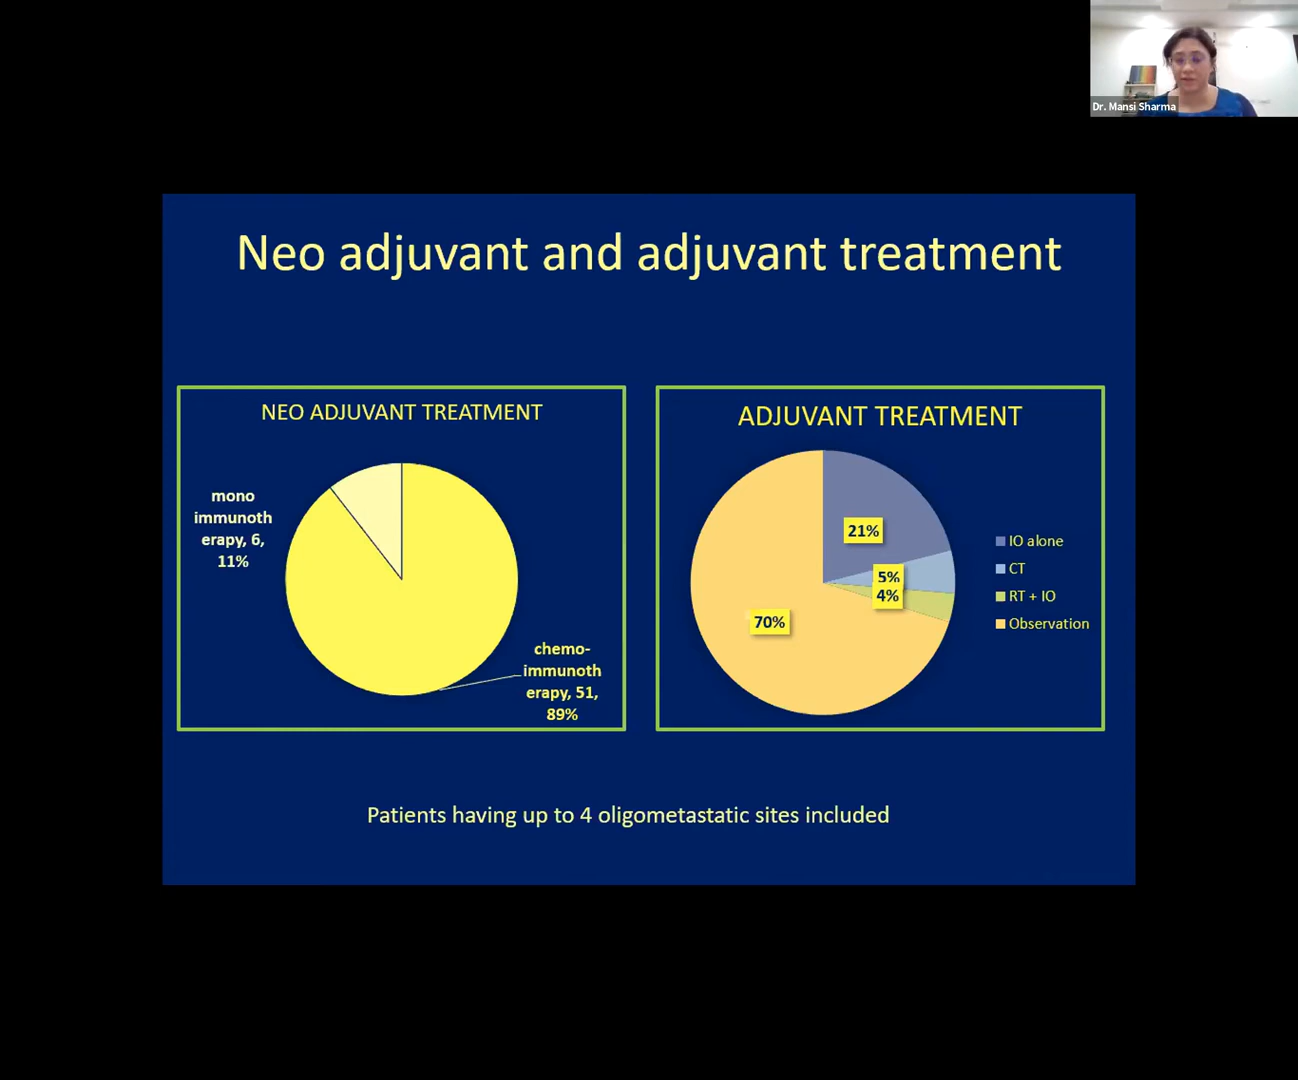 Dr. Mansi Sharma
Neo adjuvant and adjuvant treatment
NEO ADJUVANT TREATMENT
mono
immunoth
erapy, 6,
11%
chemo-
immunoth
erapy, 51,
89%
ADJUVANT TREATMENT
21%
5%
4%
70%
IO alone
CT
RT + IO
Observation
Patients having up to 4 oligometastatic sites included